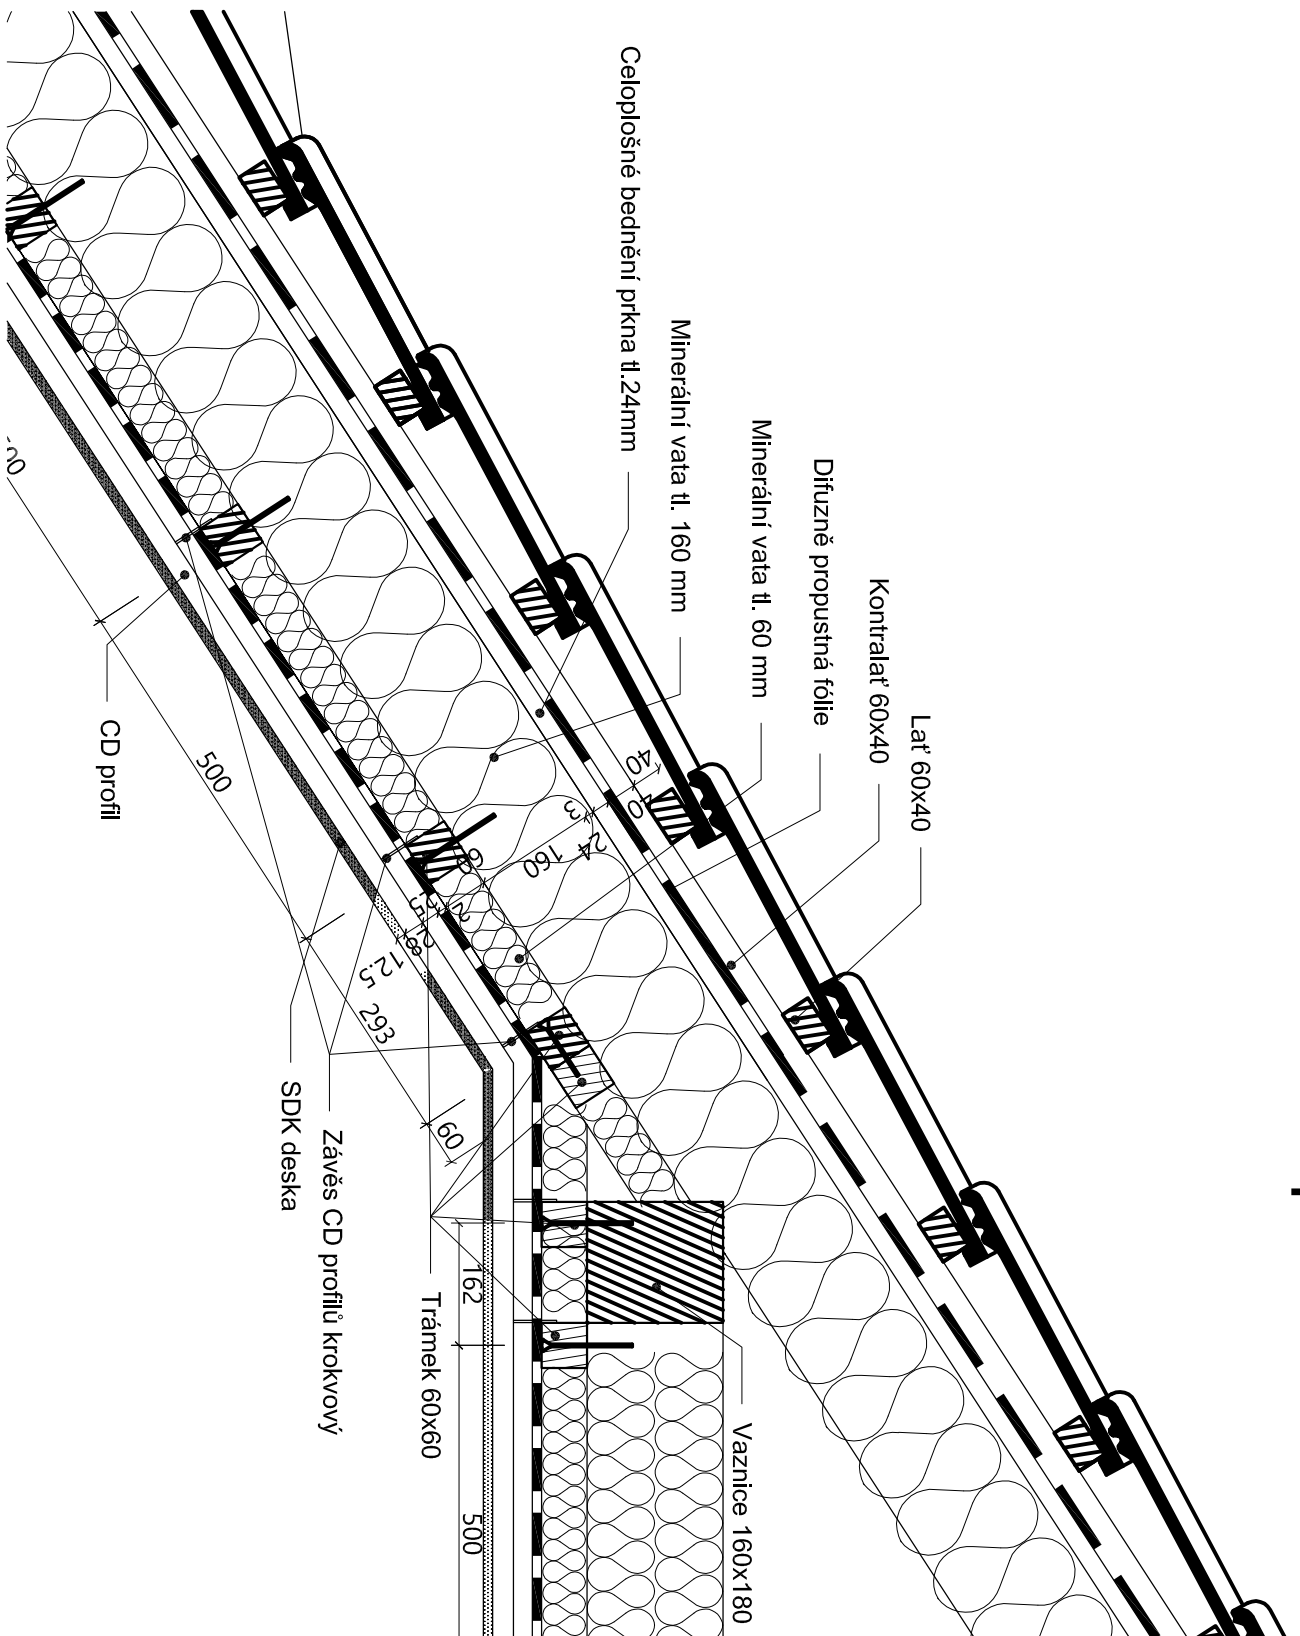 Lať 60x40
Kontralať 60x40
Difuzně propustná fólie
Minerální vata tl. 60 mm
Minerální vata tl. 160 mm
Celoplošné bednění prkna tl.24mm
Vaznice 160x180
Trámek 60x60
Závěs CD profilů krokvový
SDK deska
CD profil
40
40
3
24
160
60
2
12.5
500
293
60
162
500